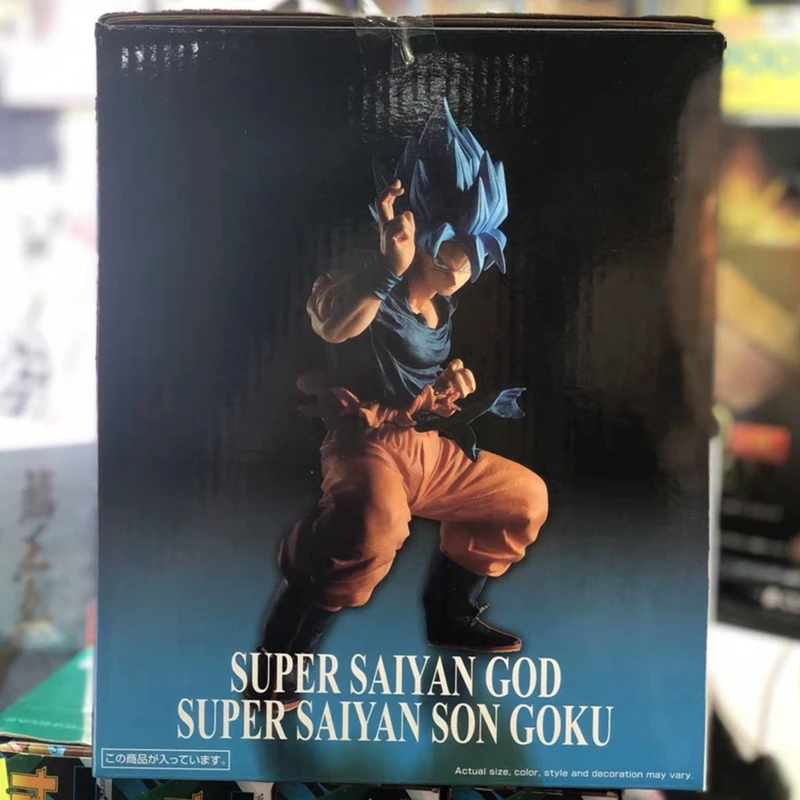 SUPER SAIYAN GOD
SUPER SAIYAN SON GOKU
この商品が入っています。
Actual size, color, style and decoration may vary.